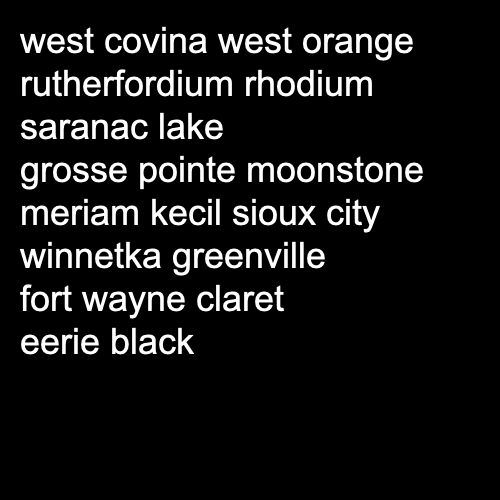 west covina west orange
rutherfordium rhodium
saranac lake
grosse pointe moonstone
meriam kecil sioux city
winnetka greenville
fort wayne claret
eerie black